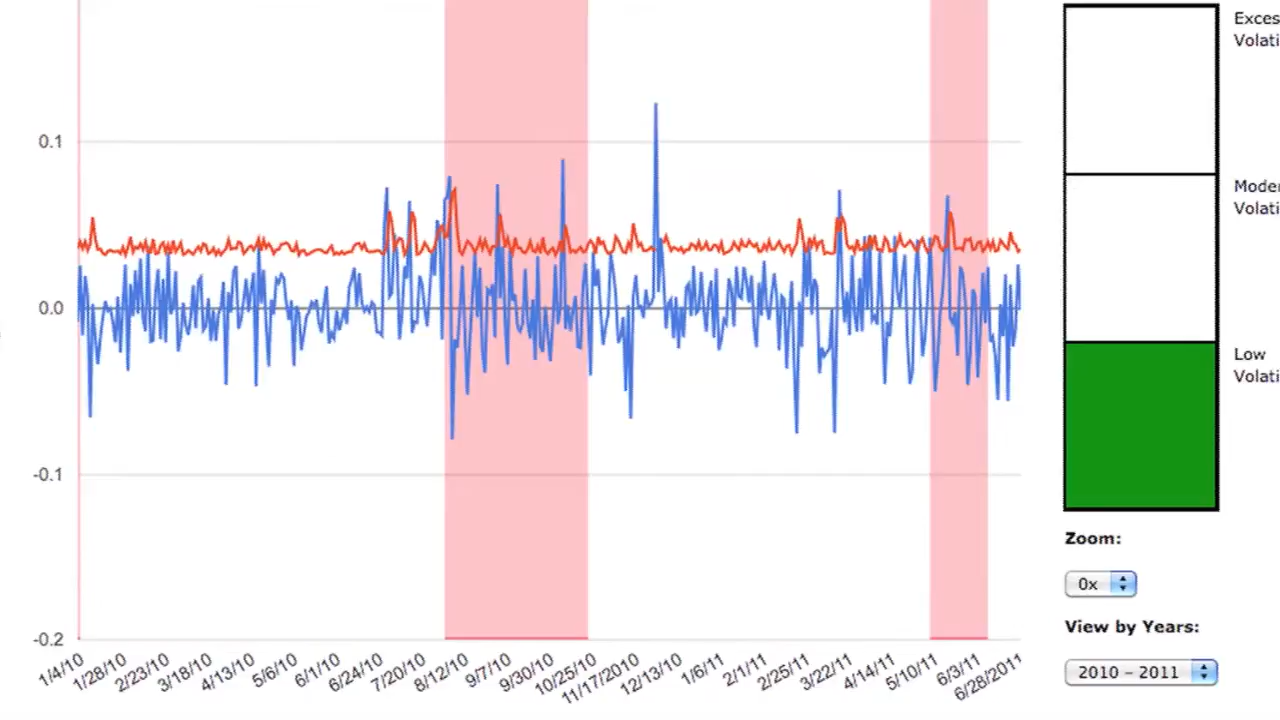 Exces
Volati
0.1
Moder
Volati
0.0
Low
Volati
-0.1
Zoom:
0x
View by Years:
-0.2
1/4/10 1/28/10 2/23/10 3/18/10 4/13/10 5/6/10 6/1/10 6/24/10 7/20/10 8/12/10 9/7/10 9/30/10 10/25/10 11/17/2010 12/13/10 1/6/11 2/1/11 2/25/11 3/22/11 4/14/11 5/10/11 6/3/11 6/28/2011
2010 - 2011